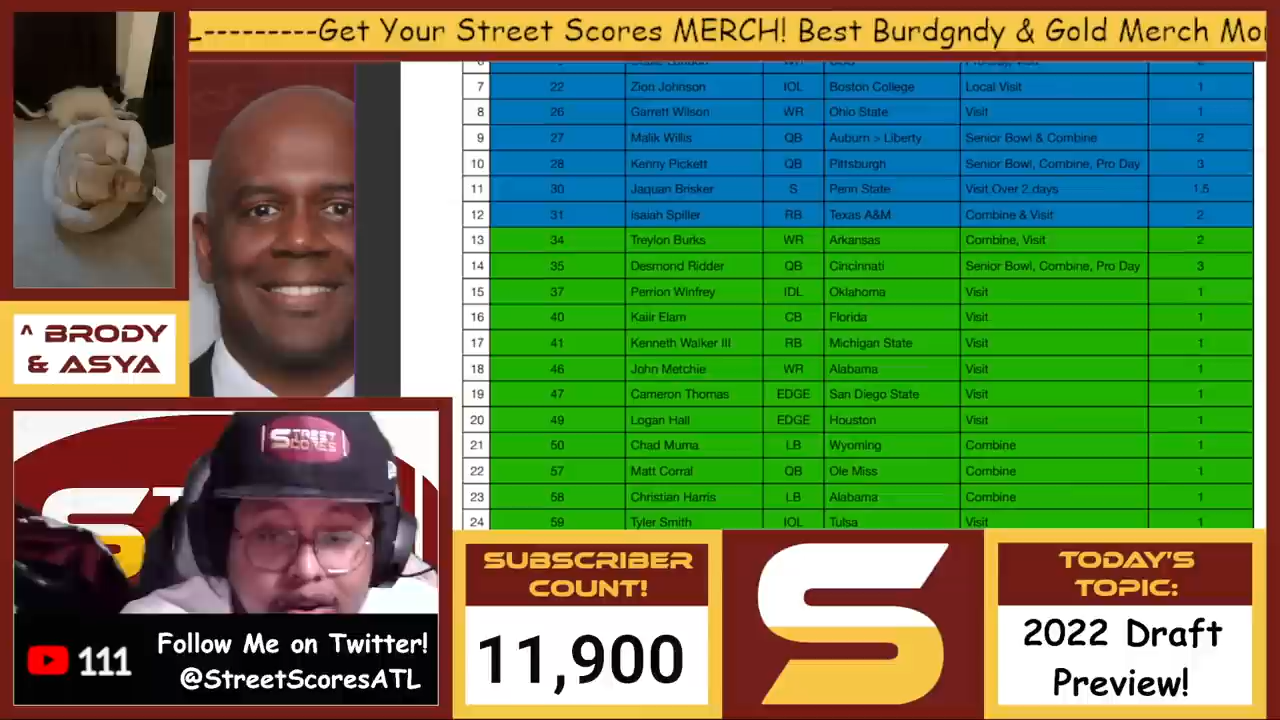 L---------Get Your Street Scores MERCH! Best Burdgndy & Gold Merch Mo
7 22 Zion Johnson IOL Boston College Local Visit 1
8 26 Garrett Wilson WR Ohio State Visit 1
9 27 Malik Willis QB Auburn > Liberty Senior Bowl & Combine 2
10 28 Kenny Pickett QB Pittsburgh Senior Bowl, Combine, Pro Day 3
11 30 Jaquan Brisker S Penn State Visit Over 2 days 1.5
12 31 Isaiah Spiller RB Texas A&M Combine & Visit 2
13 34 Treylon Burks WR Arkansas Combine, Visit 2
14 35 Desmond Ridder QB Cincinnati Senior Bowl, Combine, Pro Day 3
15 37 Perrion Winfrey IDL Oklahoma Visit 1
16 40 Kaiir Elam CB Florida Visit 1
17 41 Kenneth Walker III RB Michigan State Visit 1
18 46 John Metchie WR Alabama Visit 1
19 47 Cameron Thomas EDGE San Diego State Visit 1
20 49 Logan Hall EDGE Houston Visit 1
21 50 Chad Muma LB Wyoming Combine 1
22 57 Matt Corral QB Ole Miss Combine 1
23 58 Christian Harris LB Alabama Combine 1
24 59 Tyler Smith IOL Tulsa Visit 1
^ BRODY
& ASYA
STREET
SCORES
111
Follow Me on Twitter!
@StreetScoresATL
SUBSCRIBER
COUNT!
11,900
S
TODAY'S
TOPIC:
2022 Draft
Preview!